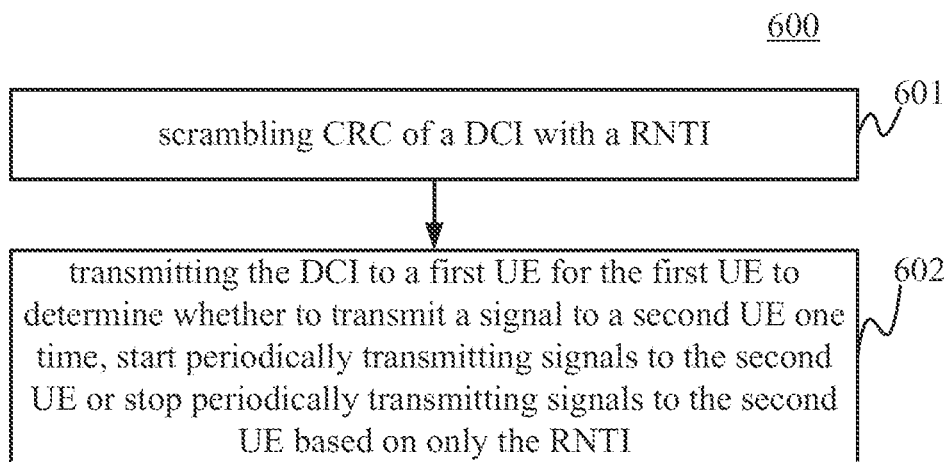 600
601
scrambling CRC of a DCI with a RNTI
602
transmitting the DCI to a first UE for the first UE to
determine whether to transmit a signal to a second UE one
time, start periodically transmitting signals to the second
UE or stop periodically transmitting signals to the second
UE based on only the RNTI